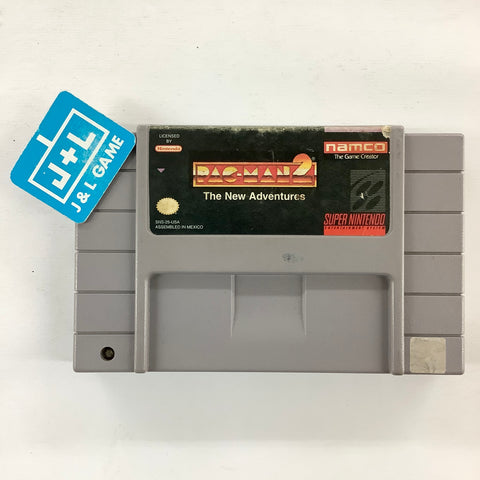 J+L
J & L GAME
LICENSED
BY
Nintendo
PAC-MAN 2
The New Adventures
SNS-25-USA
ASSEMBLED IN MEXICO
namco
The Game Creator
SUPER NINTENDO
ENTERTAINMENT SYSTEM